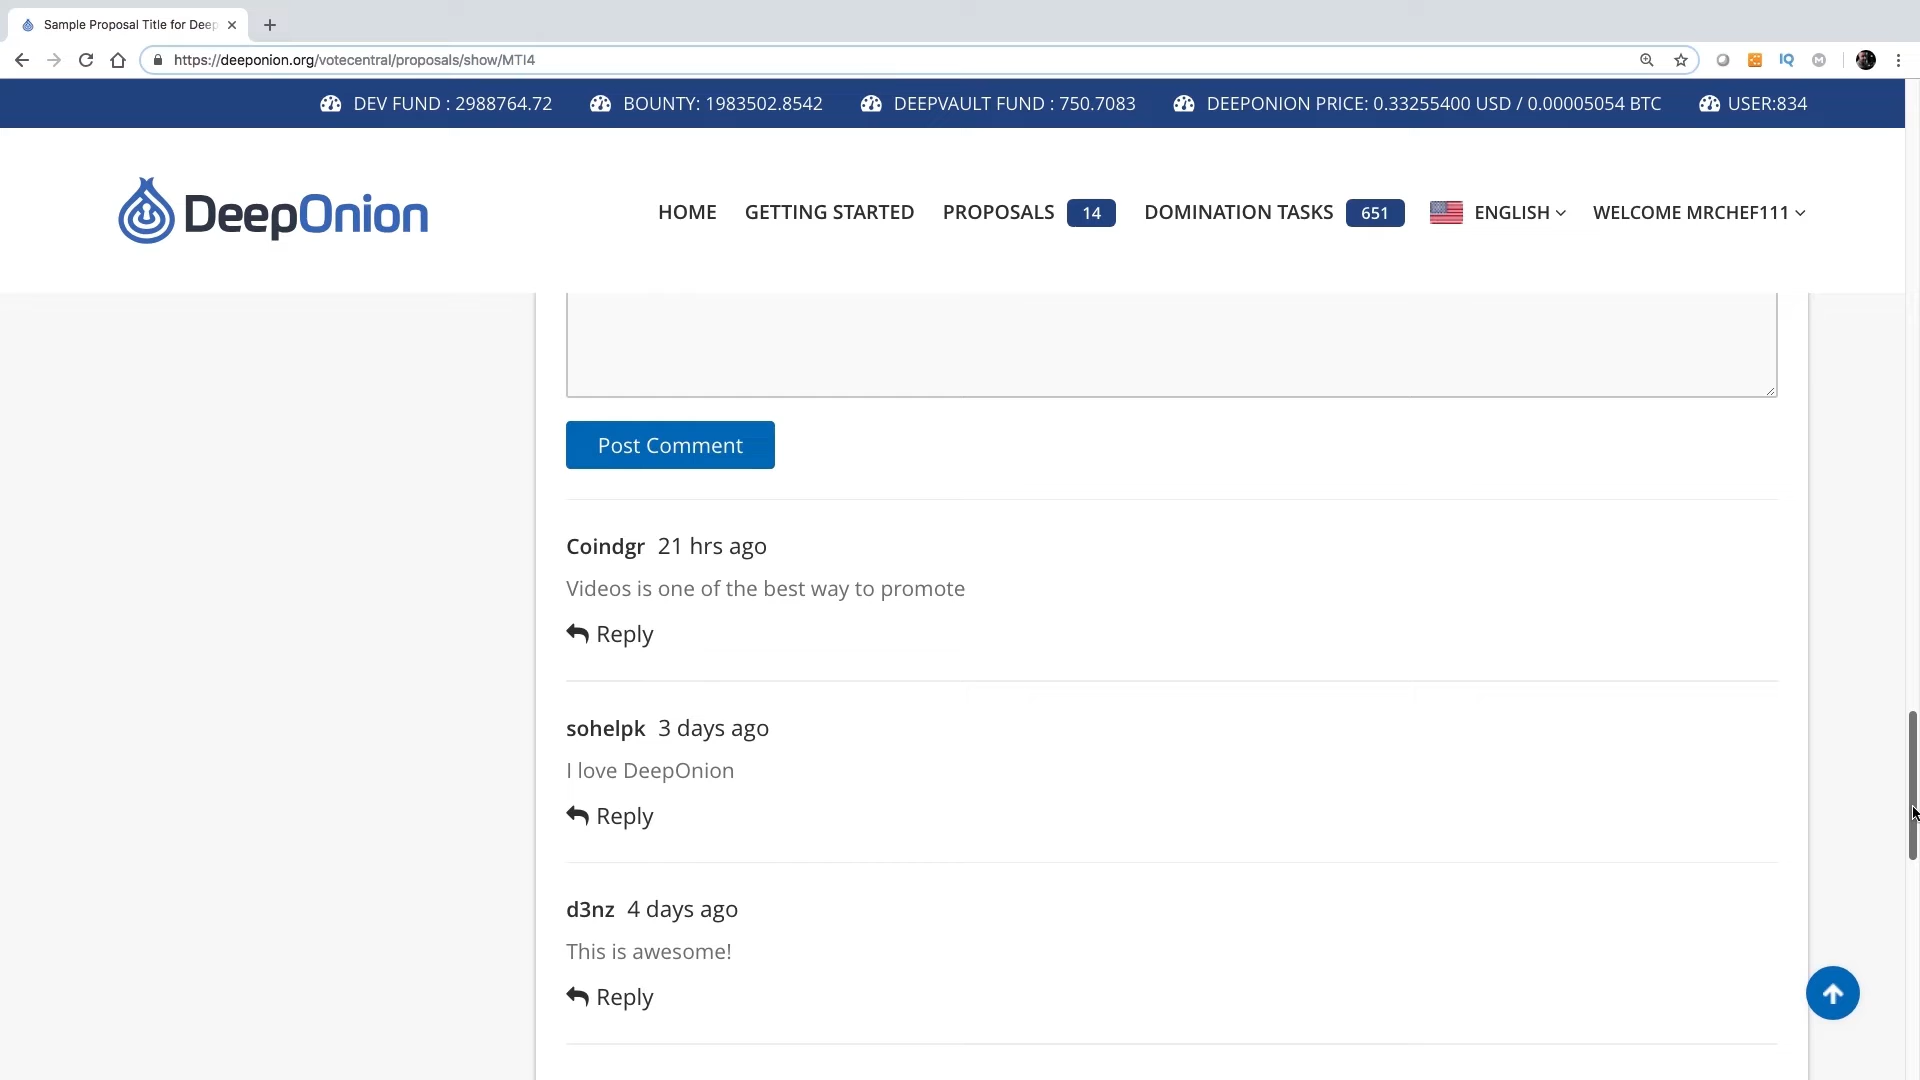 Sample Proposal Title for Deep
https://deeponion.org/votecentral/proposals/show/MTI4
IQ
M
DEV FUND : 2988764.72 BOUNTY: 1983502.8542 DEEPVAULT FUND : 750.7083 DEEPONION PRICE: 0.33255400 USD / 0.00005054 BTC USER:834
DeepOnion
HOME GETTING STARTED PROPOSALS 14 DOMINATION TASKS 651 ENGLISH WELCOME MRCHEF111
Post Comment
Coindgr 21 hrs ago
Videos is one of the best way to promote
Reply
sohelpk 3 days ago
I love DeepOnion
Reply
d3nz 4 days ago
This is awesome!
Reply